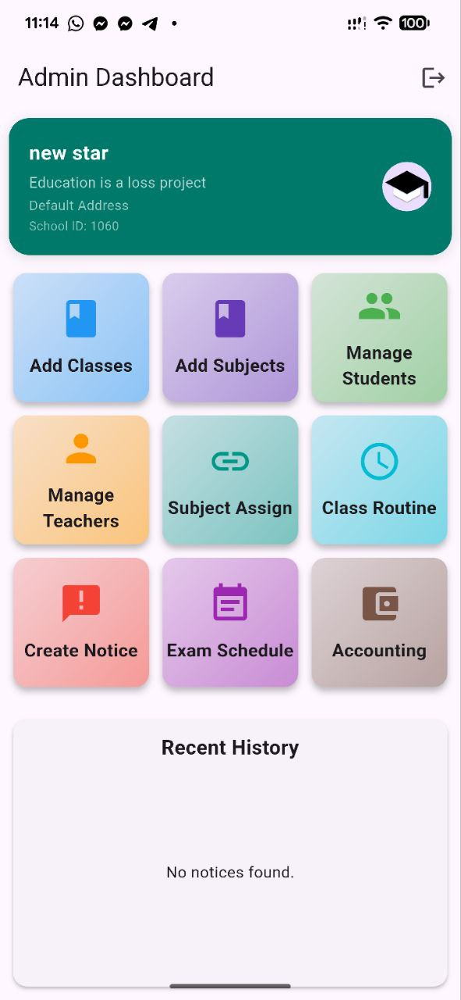 11:14
100
Admin Dashboard
new star
Education is a loss project
Default Address
School ID: 1060
Add Classes
Add Subjects
Manage
Students
Manage
Teachers
Subject Assign
Class Routine
Create Notice
Exam Schedule
Accounting
Recent History
No notices found.